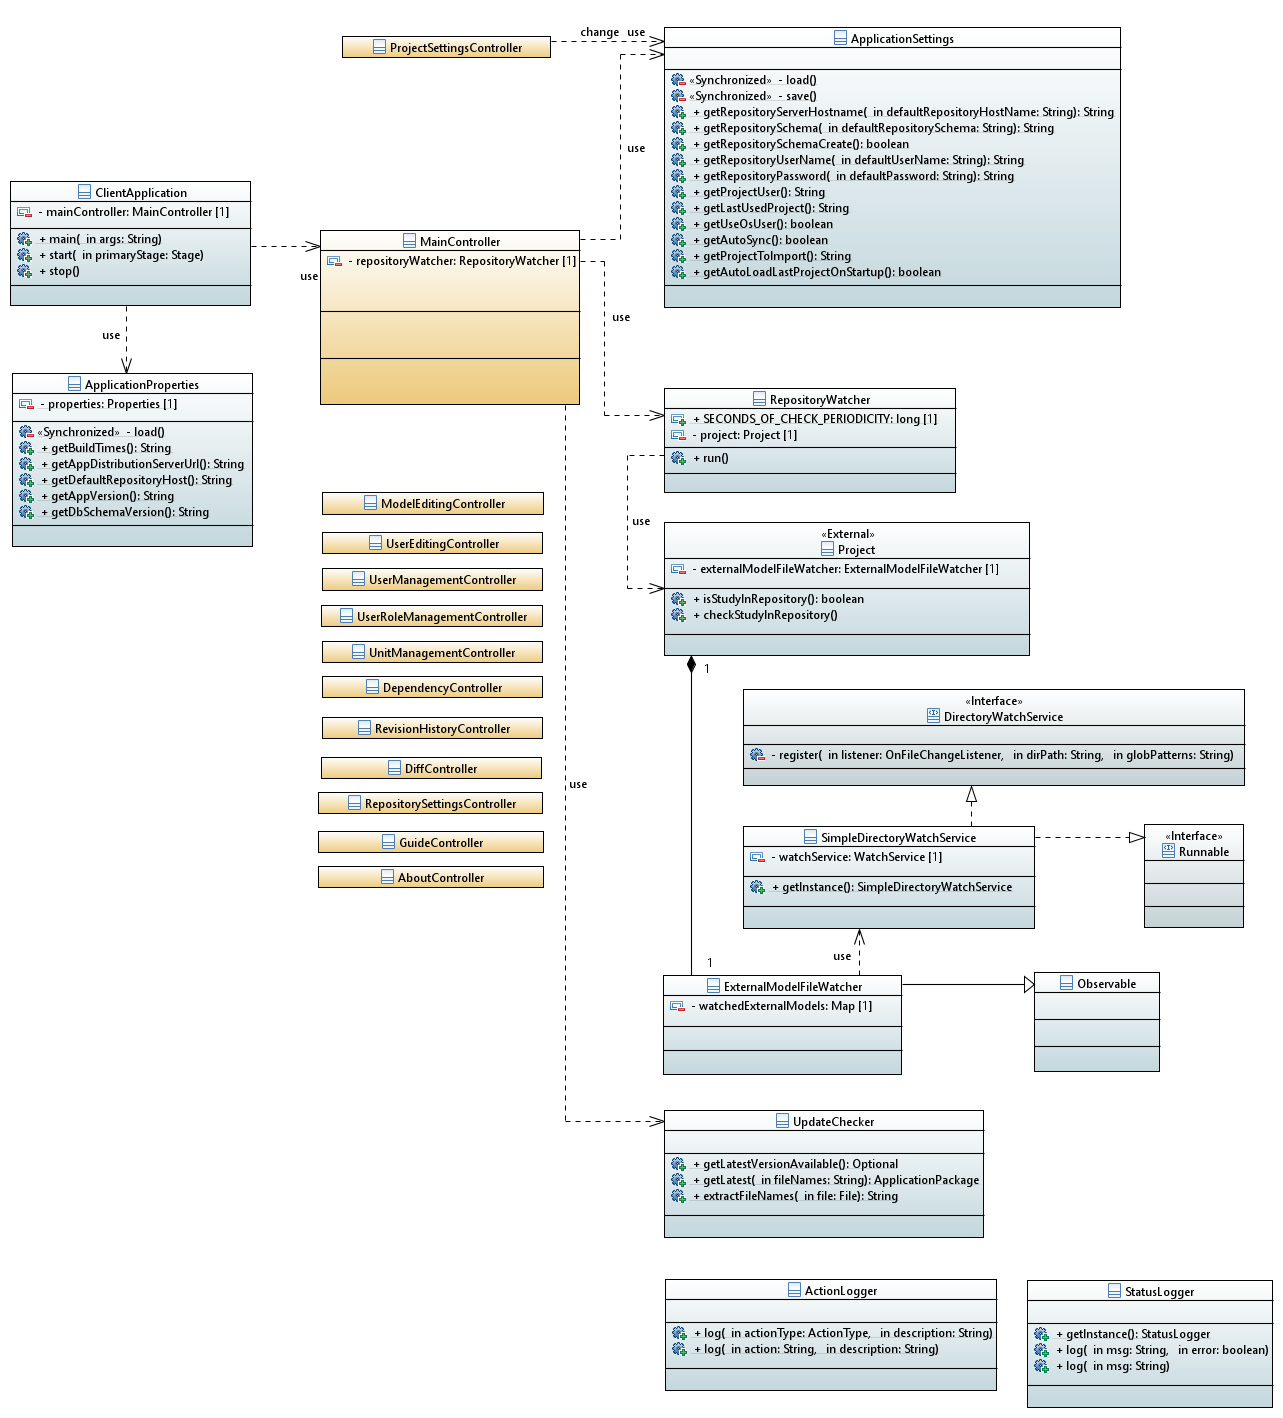 change use
ProjectSettingsController
ApplicationSettings
«Synchronized» - load()
«Synchronized» - save()
+ getRepositoryServerHostname( in defaultRepositoryHostName: String): String
+ getRepositorySchema( in defaultRepositorySchema: String): String
+ getRepositorySchemaCreate(): boolean
+ getRepositoryUserName( in defaultUserName: String): String
+ getRepositoryPassword( in defaultPassword: String): String
+ getProjectUser(): String
+ getLastUsedProject(): String
+ getUseOsUser(): boolean
+ getAutoSync(): boolean
+ getProjectToImport(): String
+ getAutoLoadLastProjectOnStartup(): boolean
use
ClientApplication
- mainController: MainController [1]
+ main( in args: String)
+ start( in primaryStage: Stage)
+ stop()
use
MainController
- repositoryWatcher: RepositoryWatcher [1]
use
use
ApplicationProperties
- properties: Properties [1]
«Synchronized» - load()
+ getBuildTimes(): String
+ getAppDistributionServerUrl(): String
+ getDefaultRepositoryHost(): String
+ getAppVersion(): String
+ getDbSchemaVersion(): String
RepositoryWatcher
+ SECONDS_OF_CHECK_PERIODICITY: long [1]
- project: Project [1]
+ run()
use
ModelEditingController
UserEditingController
UserManagementController
UserRoleManagementController
UnitManagementController
DependencyController
RevisionHistoryController
DiffController
RepositorySettingsController
GuideController
AboutController
use
«External»
Project
- externalModelFileWatcher: ExternalModelFileWatcher [1]
+ isStudyInRepository(): boolean
+ checkStudyInRepository()
1
«Interface»
DirectoryWatchService
- register( in listener: OnFileChangeListener, in dirPath: String, in globPatterns: String)
SimpleDirectoryWatchService
- watchService: WatchService [1]
+ getInstance(): SimpleDirectoryWatchService
«Interface»
Runnable
use
1
ExternalModelFileWatcher
- watchedExternalModels: Map [1]
Observable
UpdateChecker
+ getLatestVersionAvailable(): Optional
+ getLatest( in fileNames: String): ApplicationPackage
+ extractFileNames( in file: File): String
ActionLogger
+ log( in actionType: ActionType, in description: String)
+ log( in action: String, in description: String)
StatusLogger
+ getInstance(): StatusLogger
+ log( in msg: String, in error: boolean)
+ log( in msg: String)